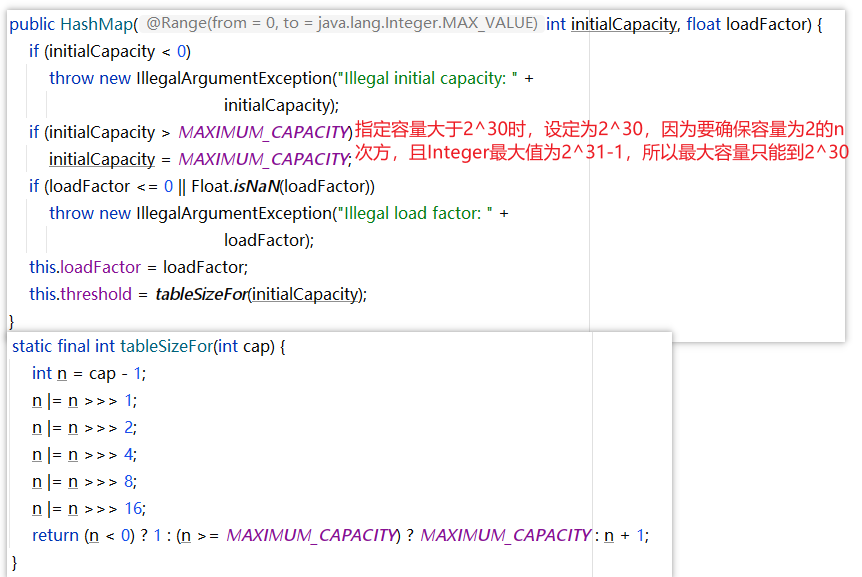 public HashMap( @Range(from = 0, to = java.lang.Integer.MAX_VALUE) int initialCapacity, float loadFactor) {
if (initialCapacity < 0)
throw new IllegalArgumentException("Illegal initial capacity: " +
initialCapacity);
if (initialCapacity > MAXIMUM_CAPACITY)指定容量大于2^30时，设定为2^30，因为要确保容量为2的n
initialCapacity = MAXIMUM_CAPACITY;次方，且Integer最大值为2^31-1，所以最大容量只能到2^30
if (loadFactor <= 0 || Float.isNaN(loadFactor))
throw new IllegalArgumentException("Illegal load factor: " +
loadFactor);
this.loadFactor = loadFactor;
this.threshold = tableSizeFor(initialCapacity);
}
static final int tableSizeFor(int cap) {
int n = cap - 1;
n |= n >>> 1;
n |= n >>> 2;
n |= n >>> 4;
n |= n >>> 8;
n |= n >>> 16;
return (n < 0) ? 1 : (n >= MAXIMUM_CAPACITY) ? MAXIMUM_CAPACITY : n + 1;
}